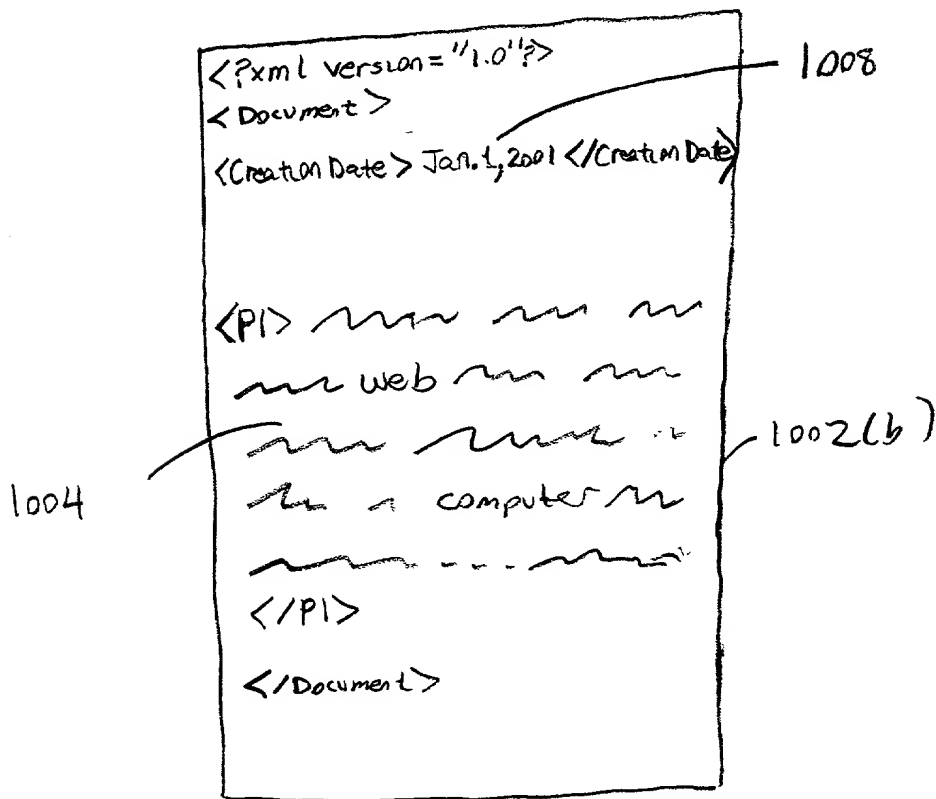 <?xml version="1.0"?>
1008
<Document>
<Creation Date> Jan. 1, 2001 </Creation Date>
<P1>
web
1002(b)
1004
computer
</P1>
</Document>